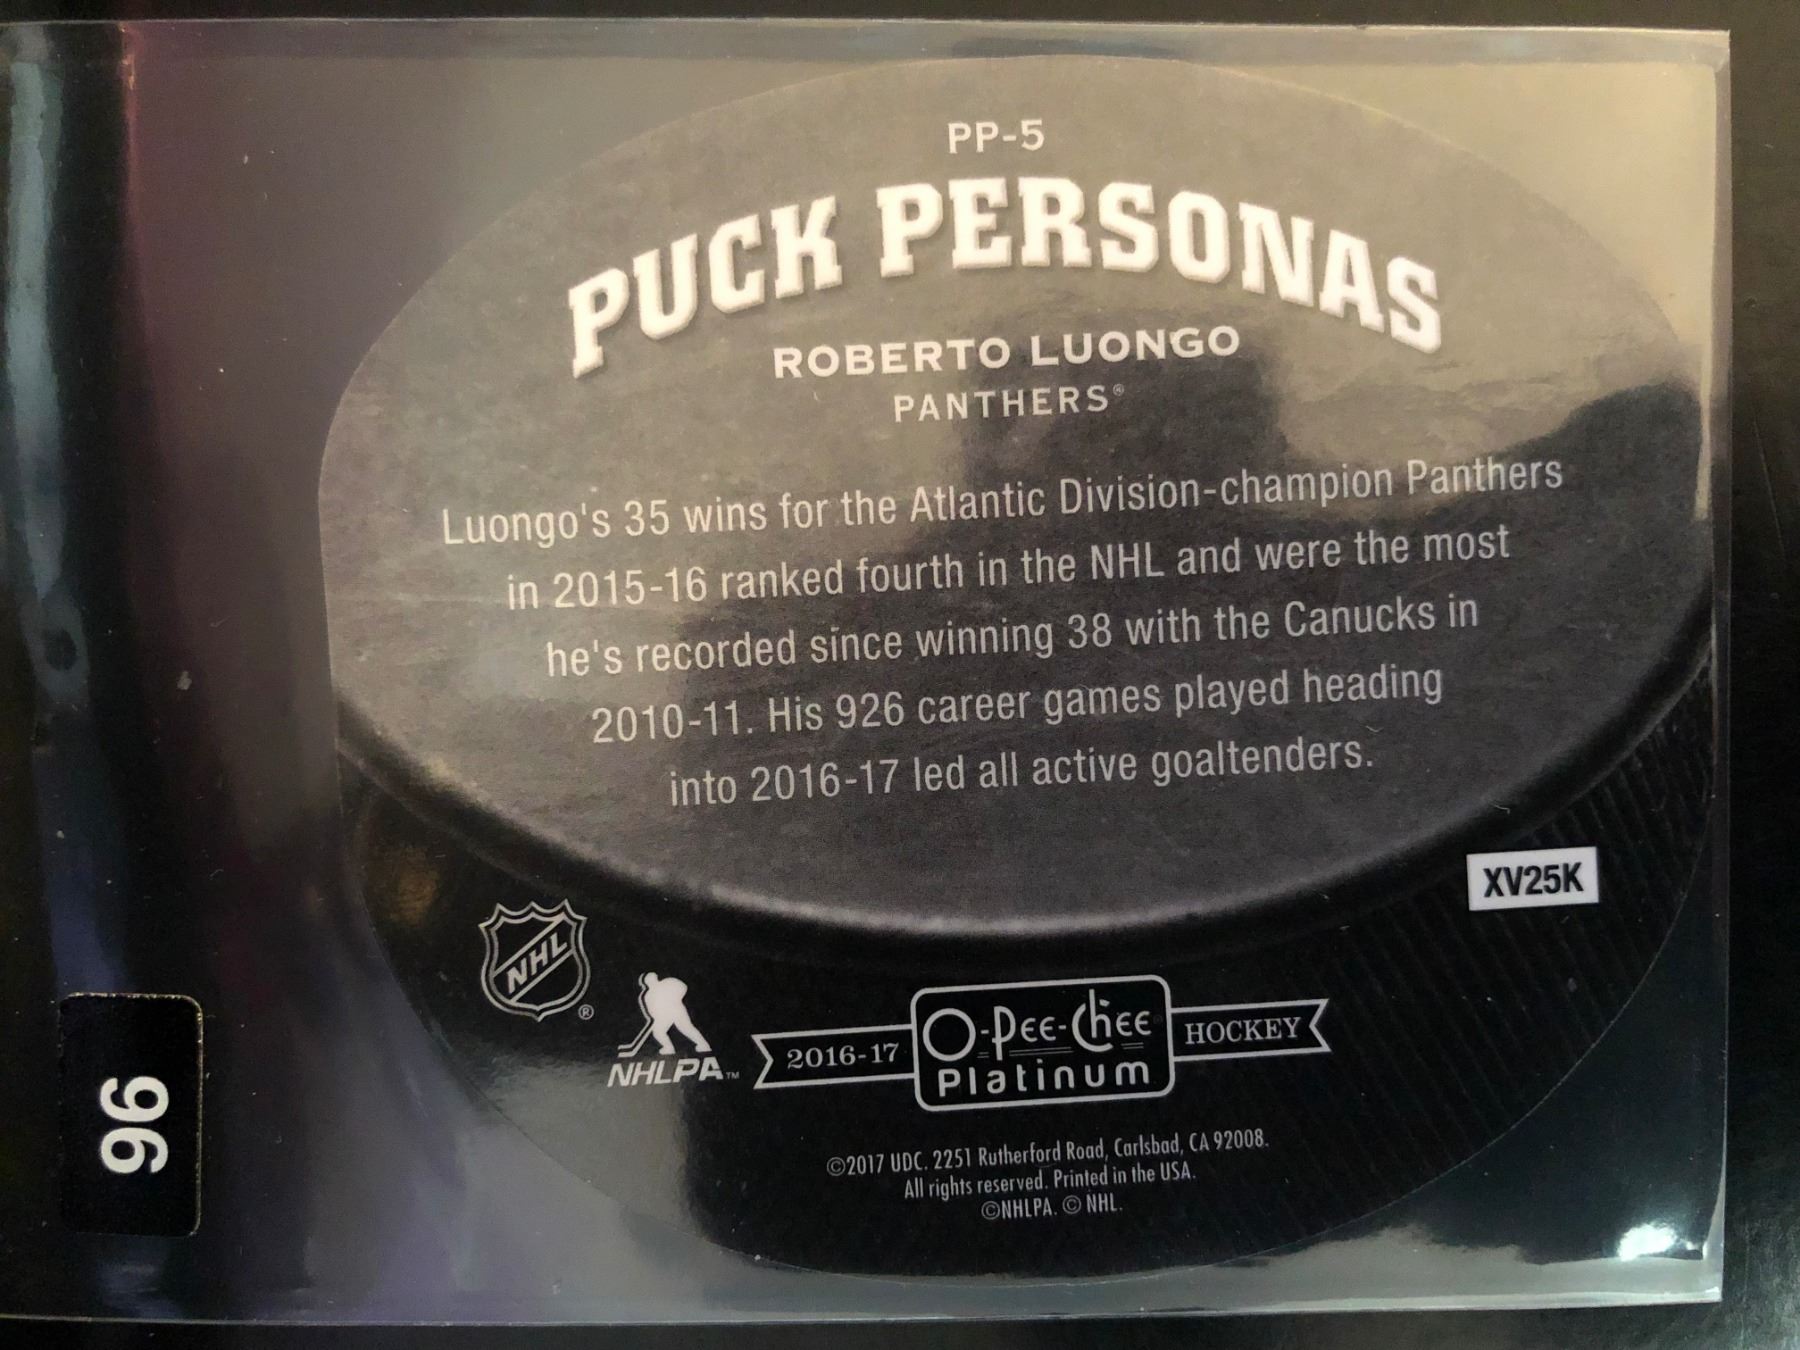 PP-5
PUCK PERSONAS
ROBERTO LUONGO
PANTHERS®
Luongo's 35 wins for the Atlantic Division-champion Panthers
in 2015-16 ranked fourth in the NHL and were the most
he's recorded since winning 38 with the Canucks in
2010-11. His 926 career games played heading
into 2016-17 led all active goaltenders.
XV25K
NHL®
NHLPA™
2016-17 O-Pee-Chee Platinum HOCKEY
©2017 UDC. 2251 Rutherford Road, Carlsbad, CA 92008.
All rights reserved. Printed in the USA.
©NHLPA. © NHL.
96